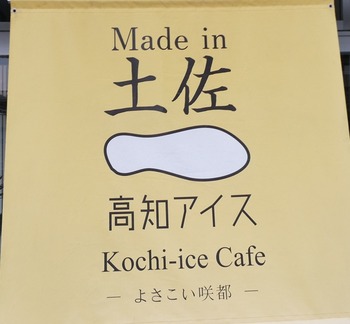 Made in
土佐
高知アイス
Kochi-ice Cafe
― よさこい咲都 ―